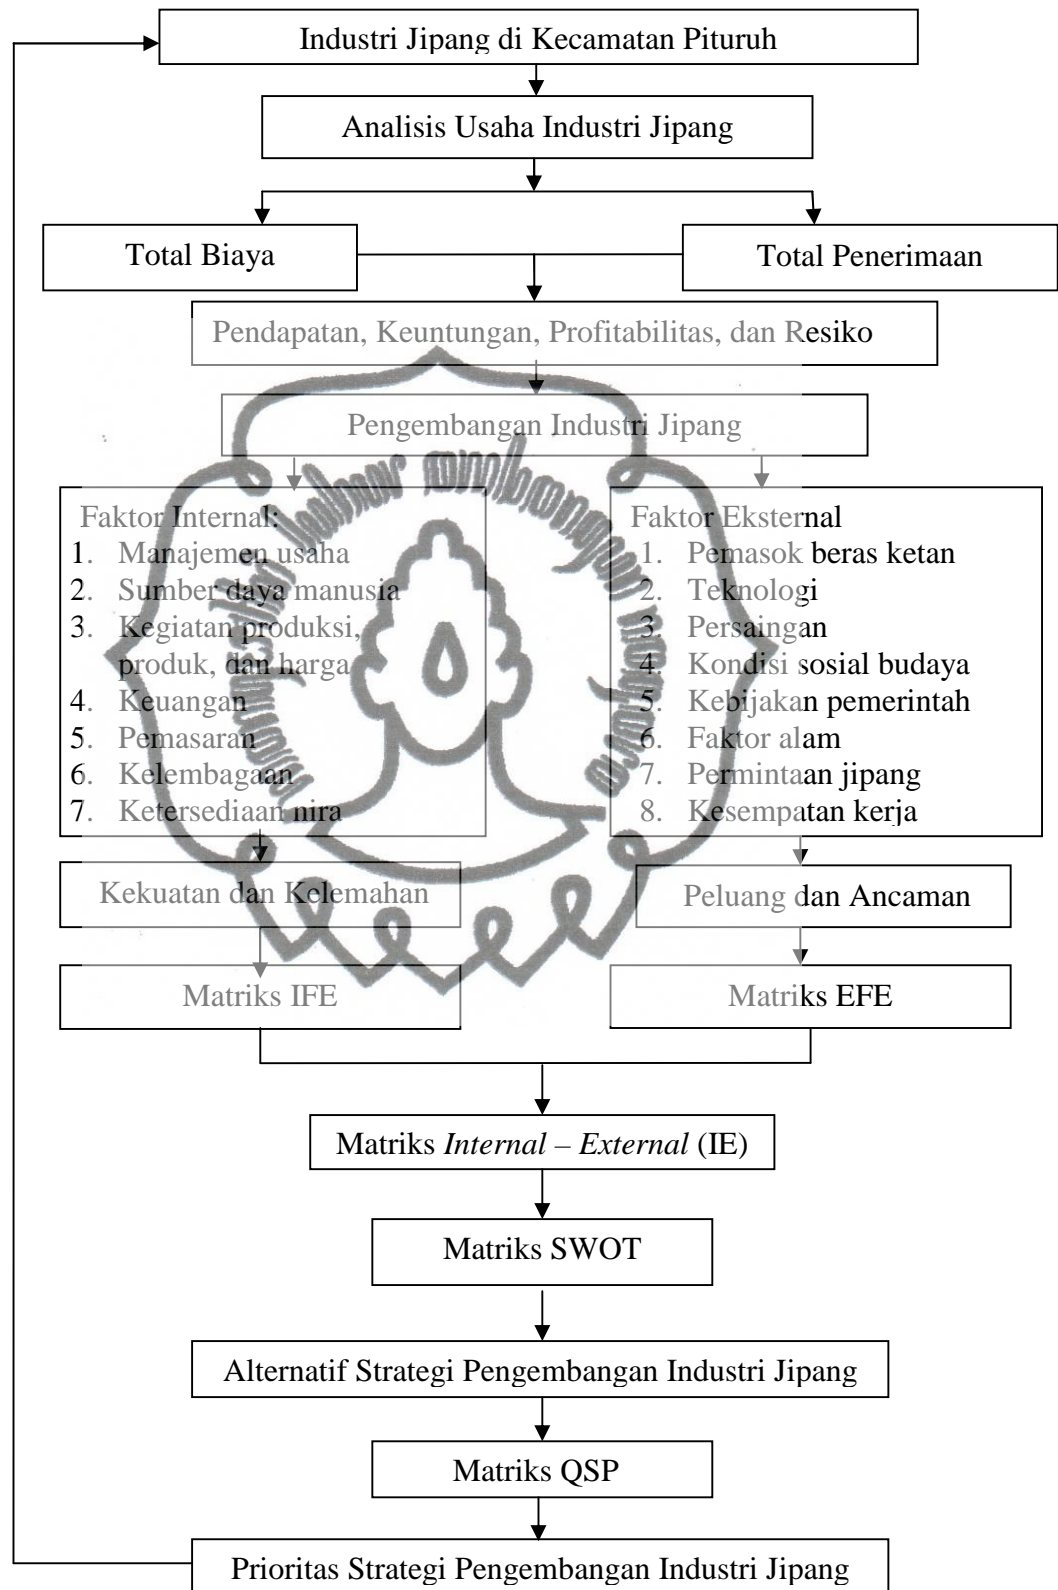 Industri Jipang di Kecamatan Pituruh
Analisis Usaha Industri Jipang
Total Biaya
Total Penerimaan
Pendapatan, Keuntungan, Profitabilitas, dan Resiko
Pengembangan Industri Jipang
Faktor Internal:
1. Manajemen usaha
2. Sumber daya manusia
3. Kegiatan produksi,
produk, dan harga
4. Keuangan
5. Pemasaran
6. Kelembagaan
7. Ketersediaan nira
Faktor Eksternal
1. Pemasok beras ketan
2. Teknologi
3. Persaingan
4. Kondisi sosial budaya
5. Kebijakan pemerintah
6. Faktor alam
7. Permintaan jipang
8. Kesempatan kerja
Kekuatan dan Kelemahan
Peluang dan Ancaman
Matriks IFE
Matriks EFE
Matriks Internal – External (IE)
Matriks SWOT
Alternatif Strategi Pengembangan Industri Jipang
Matriks QSP
Prioritas Strategi Pengembangan Industri Jipang